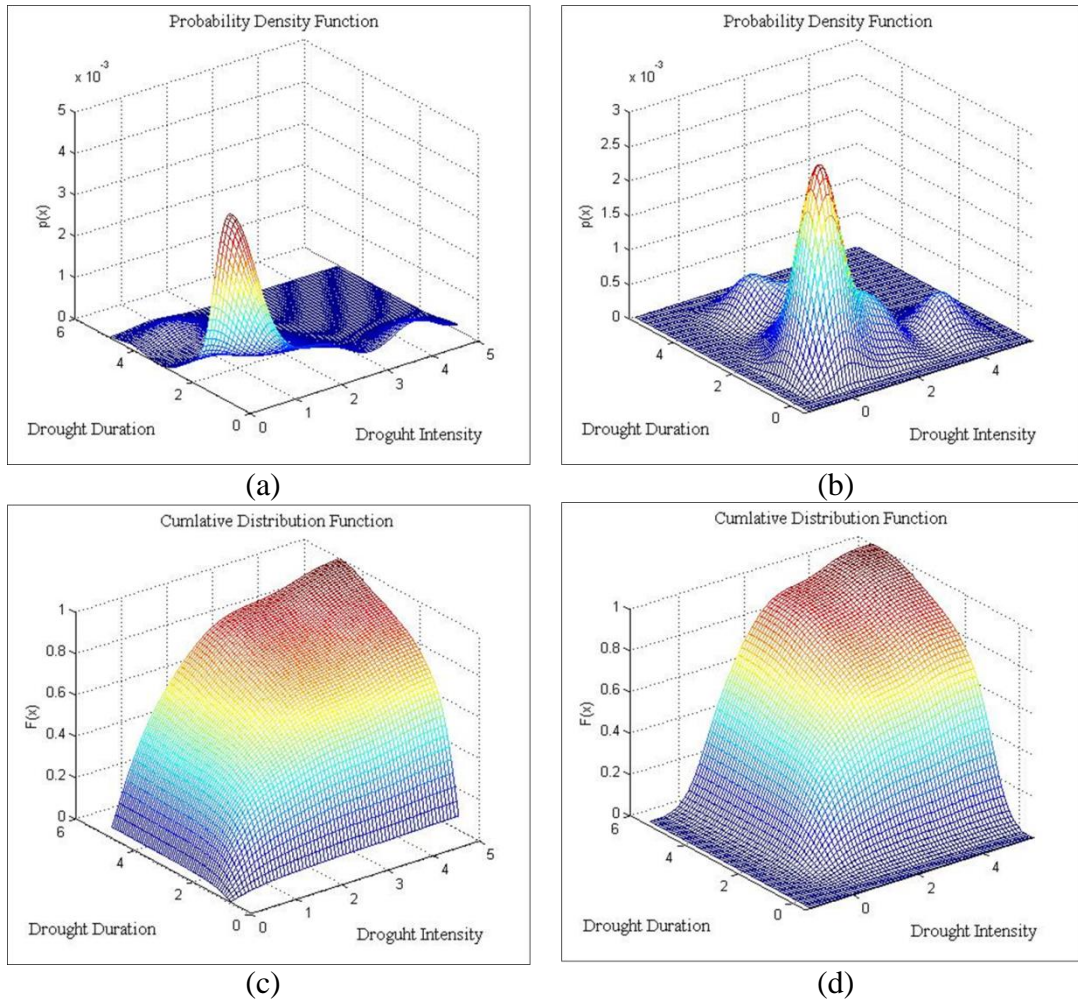 Probability Density Function
x 10^-3
5
4
3
2
1
0
p(x)
6
4
2
0
0
1
2
3
4
5
Drought Duration
Droguht Intensity
(a)
Probability Density Function
x 10^-3
3
2.5
2
1.5
1
0.5
0
p(x)
4
2
0
0
2
4
Drought Duration
Drought Intensity
(b)
Cumlative Distribution Function
1
0.8
0.6
0.4
0.2
0
F(x)
6
4
2
0
0
1
2
3
4
5
Drought Duration
Droguht Intensity
(c)
Cumlative Distribution Function
1
0.8
0.6
0.4
0.2
0
F(x)
6
4
2
0
0
2
4
Drought Duration
Drought Intensity
(d)